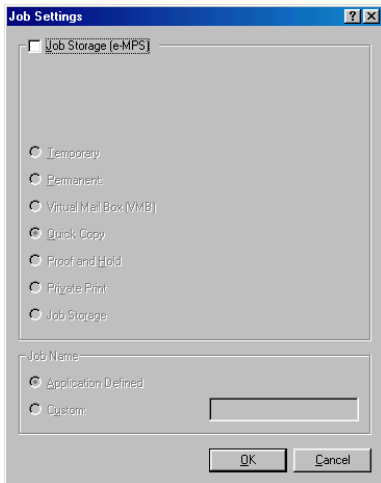 Job Settings
Job Storage (e-MPS)
Temporary
Permanent:
Virtual Mail Box (VMB)
Quick Copy
Proof and Hold
Private Print
Job Storage
Job Name
Application Defined
Custom:
OK
Cancel